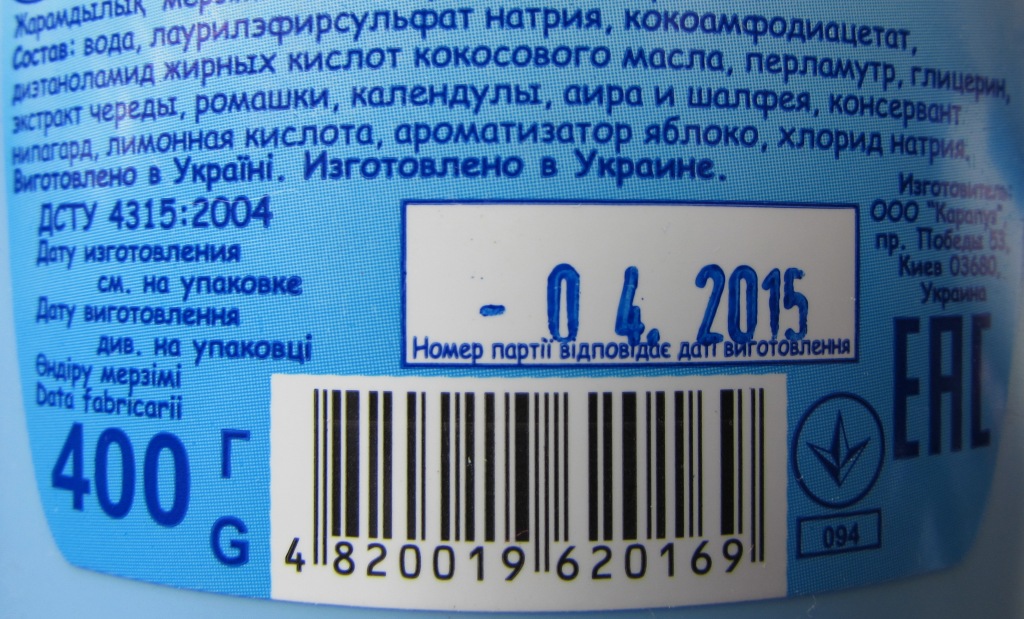 Жарамдылық
Состав: вода, лаурилэфирсульфат натрия, кокоамфодиацетат,
диэтаноламид жирных кислот кокосового масла, перламутр, глицерин,
экстракт череды, ромашки, календулы, аира и шалфея, консервант
нипагард, лимонная кислота, ароматизатор яблоко, хлорид натрия.
Виготовлено в Україні. Изготовлено в Украине.
ДСТУ 4315:2004
Дату изготовления
см. на упаковке
Дату виготовлення
див. на упаковці
Өндіру мерзімі
Data fabricarii
400 Г
G
- 0 4. 2015
Номер партії відповідає даті виготовлення
4 820019 620169
Изготовитель:
ООО "Карапуз",
пр. Победы 53,
Киев 03680,
Украина
EAC
094